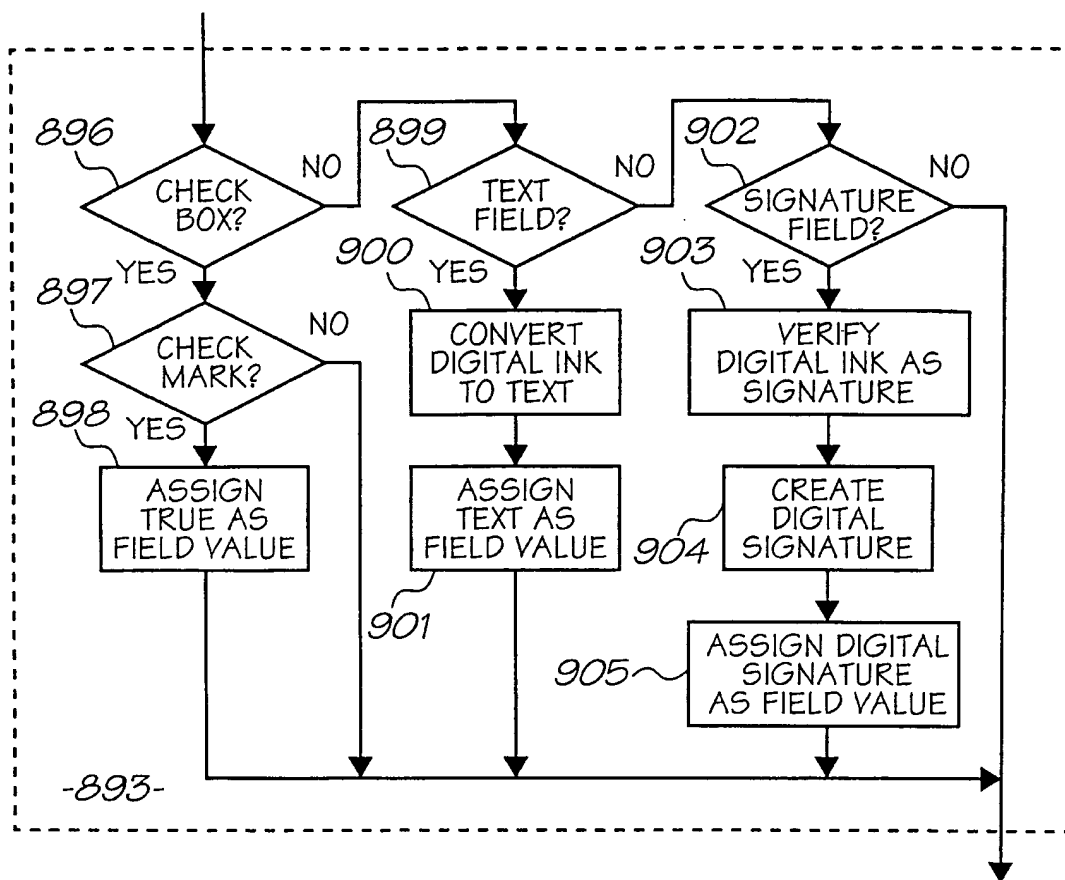 896
CHECK
BOX?
NO
YES
899
TEXT
FIELD?
NO
YES
902
SIGNATURE
FIELD?
NO
YES
897
CHECK
MARK?
NO
YES
898
ASSIGN
TRUE AS
FIELD VALUE
900
CONVERT
DIGITAL INK
TO TEXT
901
ASSIGN
TEXT AS
FIELD VALUE
903
VERIFY
DIGITAL INK AS
SIGNATURE
904
CREATE
DIGITAL
SIGNATURE
905
ASSIGN DIGITAL
SIGNATURE
AS FIELD VALUE
-893-